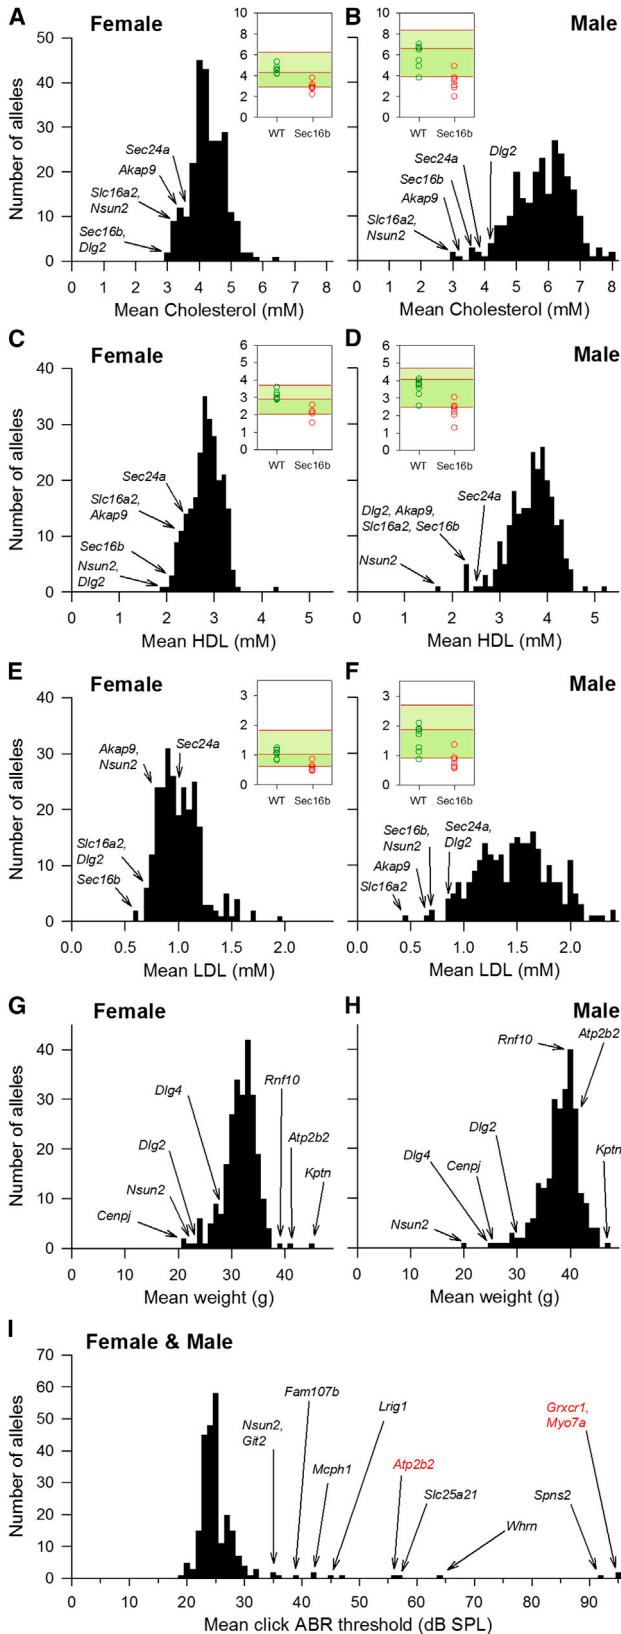 A Female
B Male
10
8
6
4
2
0
WT Sec16b
10
8
6
4
2
0
WT Sec16b
50
40
30
20
10
0
Number of alleles
Sec24a
Akap9
Slc16a2,
Nsun2
Sec16b,
Dlg2
Dlg2
Sec24a
Sec16b
Akap9
Slc16a2,
Nsun2
0 1 2 3 4 5 6 7 8
Mean Cholesterol (mM)
0 1 2 3 4 5 6 7 8
Mean Cholesterol (mM)
C Female
D Male
6
5
4
3
2
1
0
WT Sec16b
6
5
4
3
2
1
0
WT Sec16b
40
30
20
10
0
Number of alleles
Sec24a
Slc16a2,
Akap9
Sec16b
Nsun2,
Dlg2
Sec24a
Dlg2, Akap9,
Slc16a2, Sec16b
Nsun2
0 1 2 3 4 5
Mean HDL (mM)
0 1 2 3 4 5
Mean HDL (mM)
E Female
F Male
3
2
1
0
WT Sec16b
3
2
1
0
WT Sec16b
40
30
20
10
0
Number of alleles
Akap9,
Nsun2
Sec24a
Slc16a2,
Dlg2
Sec16b
Sec16b,
Nsun2
Sec24a,
Dlg2
Akap9
Slc16a2
0.0 0.5 1.0 1.5 2.0
Mean LDL (mM)
0.0 0.5 1.0 1.5 2.0
Mean LDL (mM)
G Female
H Male
40
30
20
10
0
Number of alleles
Dlg4
Rnf10
Dlg2
Atp2b2
Nsun2
Kptn
Cenpj
Rnf10
Atp2b2
Dlg2
Dlg4
Cenpj
Kptn
Nsun2
0 10 20 30 40
Mean weight (g)
0 20 30 40
Mean weight (g)
I Female & Male
70
60
50
40
30
20
10
0
Number of alleles
Fam107b
Nsun2,
Git2
Lrig1
Mcph1
Atp2b2
Slc25a21
Whrn
Spns2
Grxcr1,
Myo7a
0 10 20 30 40 50 60 70 80 90
Mean click ABR threshold (dB SPL)